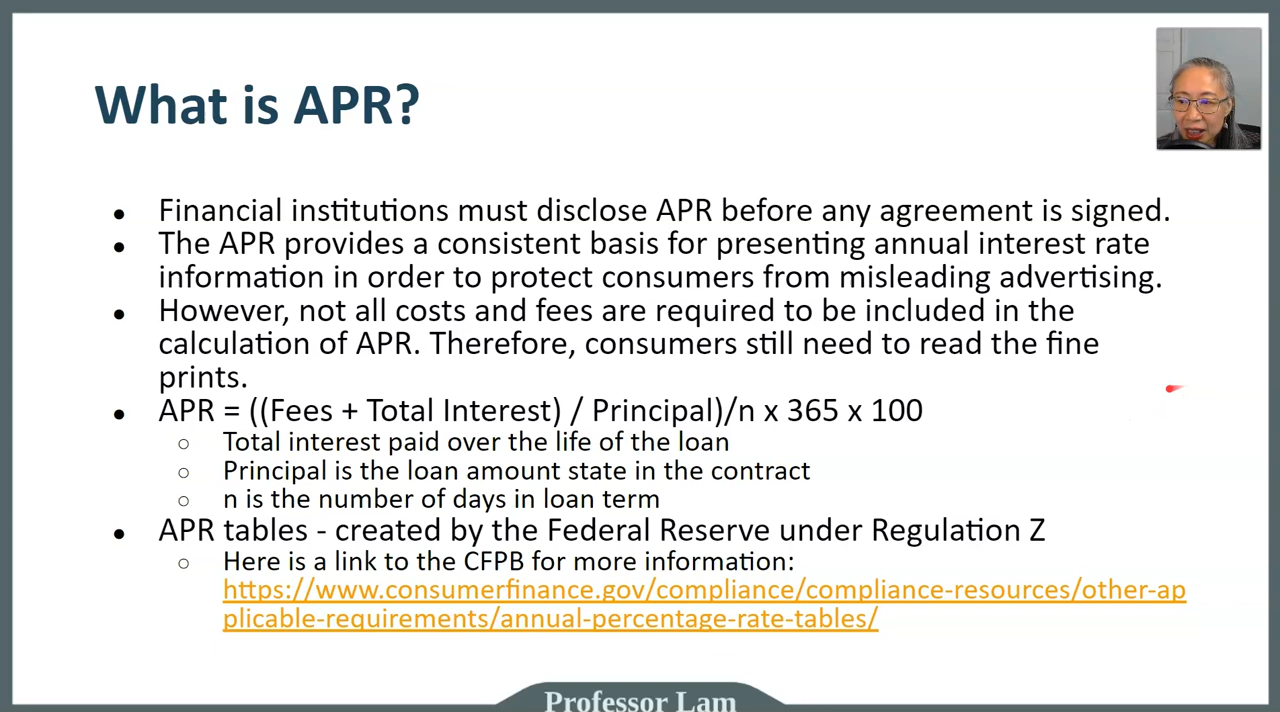 What is APR?
● Financial institutions must disclose APR before any agreement is signed.
● The APR provides a consistent basis for presenting annual interest rate
information in order to protect consumers from misleading advertising.
● However, not all costs and fees are required to be included in the
calculation of APR. Therefore, consumers still need to read the fine
prints.
● APR = ((Fees + Total Interest) / Principal)/n x 365 x 100
○ Total interest paid over the life of the loan
○ Principal is the loan amount state in the contract
○ n is the number of days in loan term
● APR tables - created by the Federal Reserve under Regulation Z
○ Here is a link to the CFPB for more information:
https://www.consumerfinance.gov/compliance/compliance-resources/other-ap
plicable-requirements/annual-percentage-rate-tables/
Professor Lam